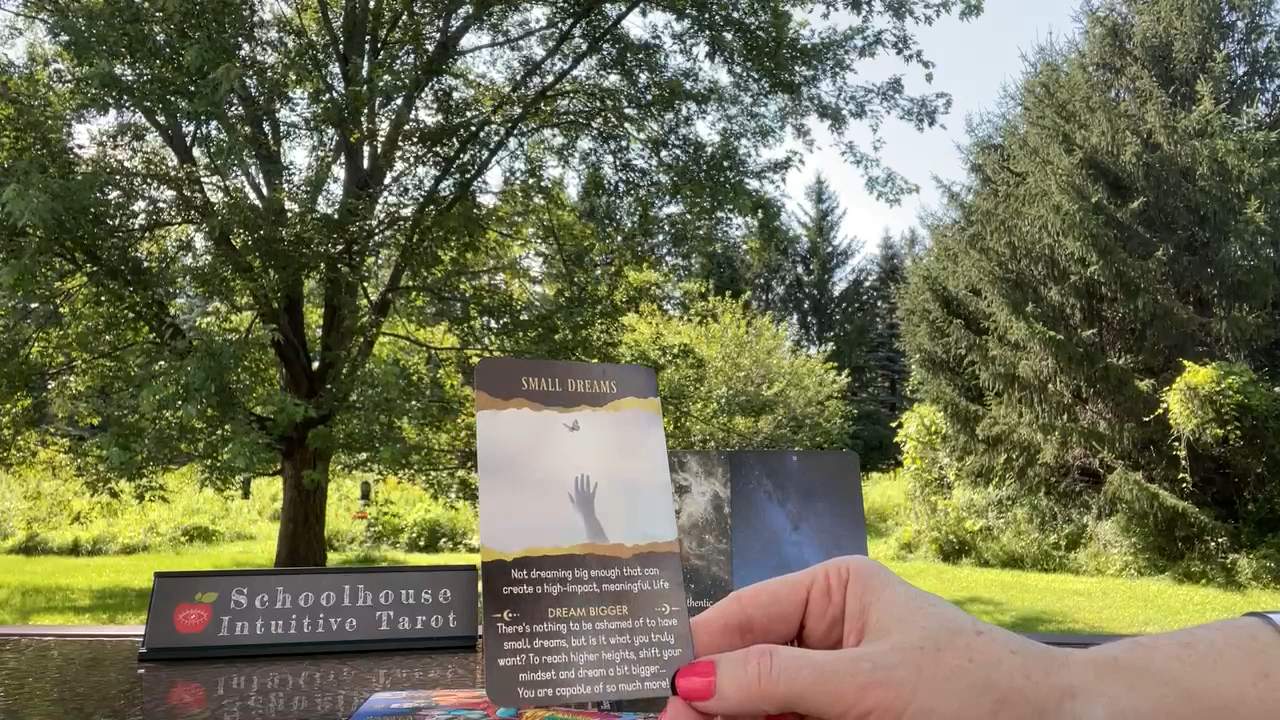 SMALL DREAMS
Not dreaming big enough that can
create a high-impact, meaningful life
DREAM BIGGER
There's nothing to be ashamed of to have
small dreams, but is it what you truly
want? To reach higher heights, shift your
mindset and dream a bit bigger...
You are capable of so much more!
Schoolhouse
Intuitive Tarot